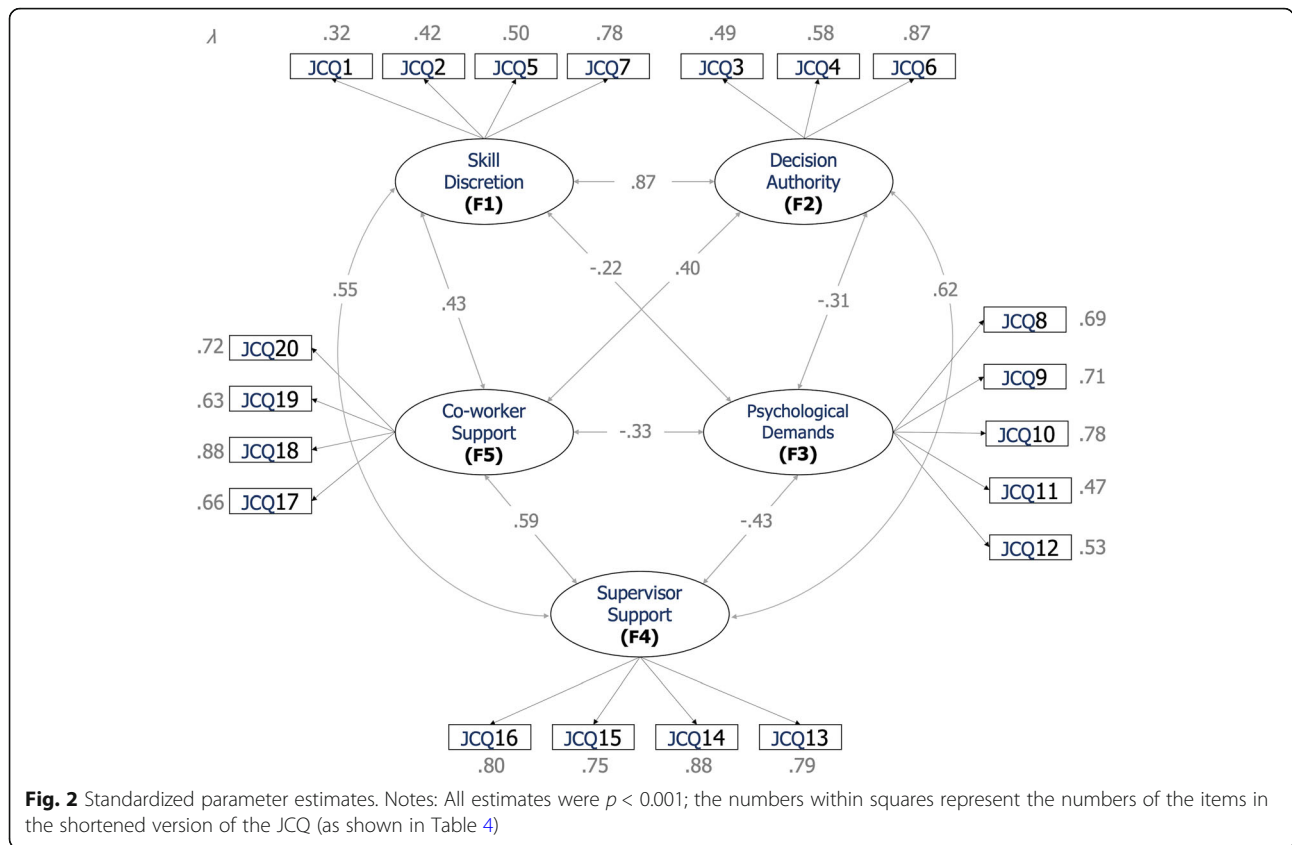 λ .32 .42 .50 .78 .49 .58 .87
JCQ1 JCQ2 JCQ5 JCQ7 JCQ3 JCQ4 JCQ6
Skill
Discretion
(F1)
.87
Decision
Authority
(F2)
.55
.43
-.22
.40
-.31
.62
.72 JCQ20
.63 JCQ19
.88 JCQ18
.66 JCQ17
Co-worker
Support
(F5)
-.33
Psychological
Demands
(F3)
JCQ8 .69
JCQ9 .71
JCQ10 .78
JCQ11 .47
JCQ12 .53
.59
-.43
Supervisor
Support
(F4)
JCQ16 JCQ15 JCQ14 JCQ13
.80 .75 .88 .79
Fig. 2 Standardized parameter estimates. Notes: All estimates were p < 0.001; the numbers within squares represent the numbers of the items in
the shortened version of the JCQ (as shown in Table 4)